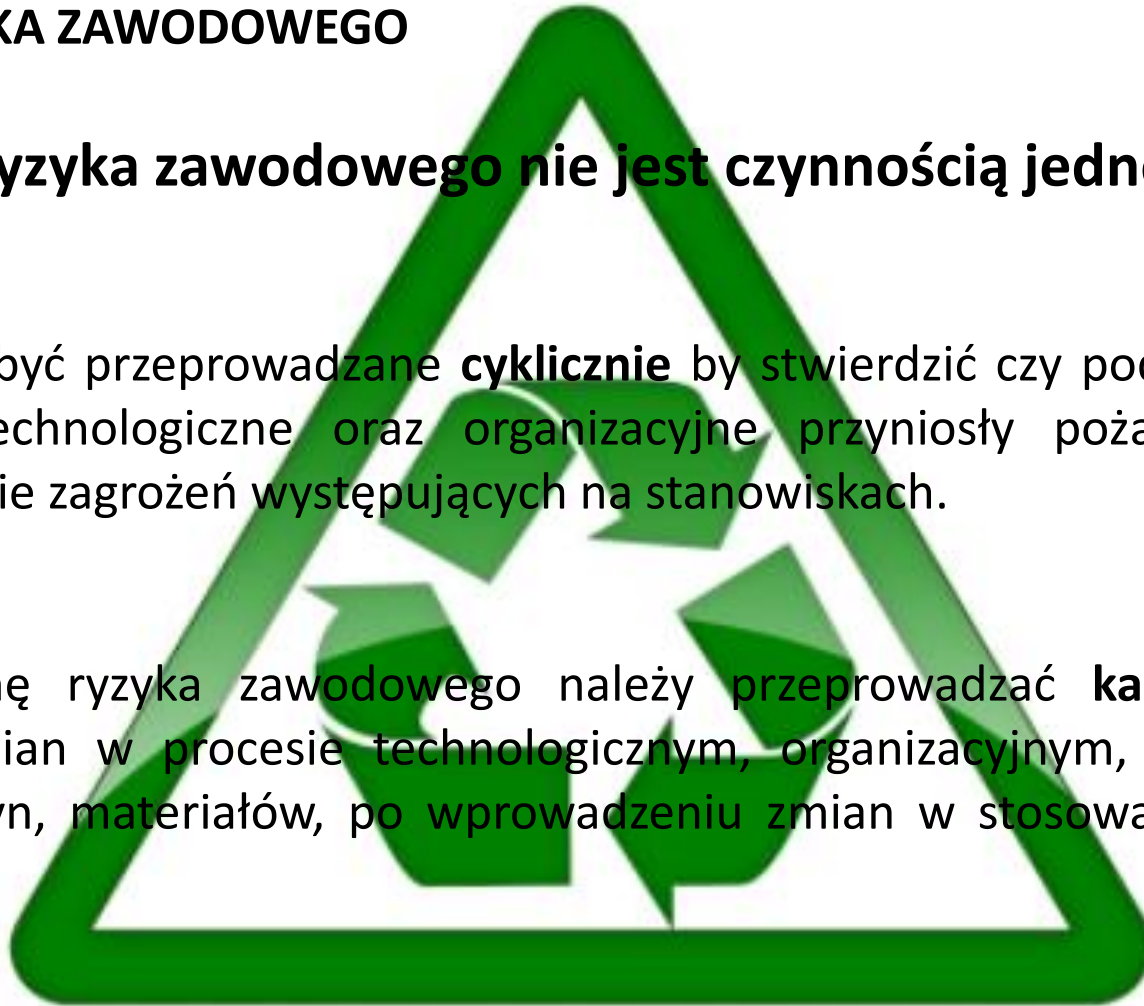 KA ZAWODOWEGO
yzyka zawodowego nie jest czynnością jedn
być przeprowadzane cyklicznie by stwierdzić czy pod
echnologiczne oraz organizacyjne przyniosły poża
ie zagrożeń występujących na stanowiskach.
nę ryzyka zawodowego należy przeprowadzać ka
ian w procesie technologicznym, organizacyjnym,
yn, materiałów, po wprowadzeniu zmian w stosowa